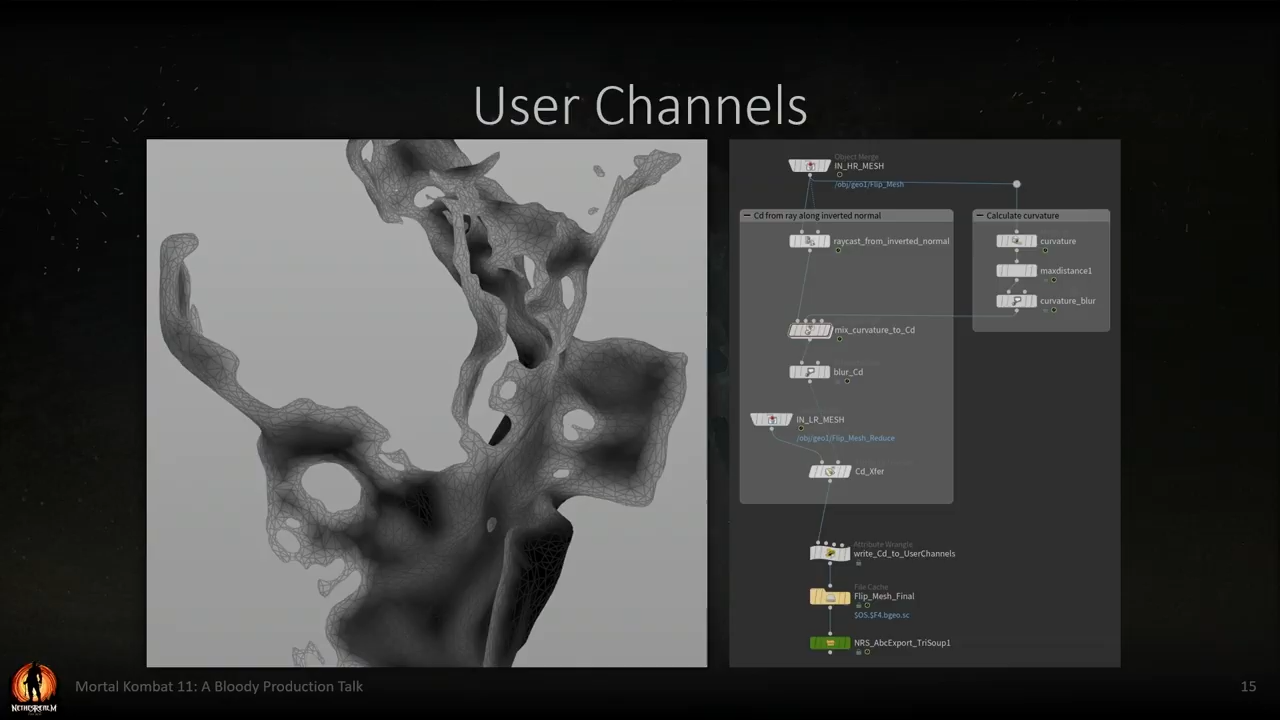 User Channels
Object Merge
IN_HR_MESH
/obj/geo1/Flip_Mesh
Cd from ray along inverted normal
Calculate curvature
raycast_from_inverted_normal
curvature
maxdistance1
curvature_blur
mix_curvature_to_Cd
blur_Cd
IN_LR_MESH
/obj/geo1/Flip_Mesh_Reduce
Cd_Xfer
Attribute Wrangle
write_Cd_to_UserChannels
File Cache
Flip_Mesh_Final
$OS.$F4.bgeo.sc
NRS_AbcExport_TriSoup1
NETHERREALM
Mortal Kombat 11: A Bloody Production Talk
15